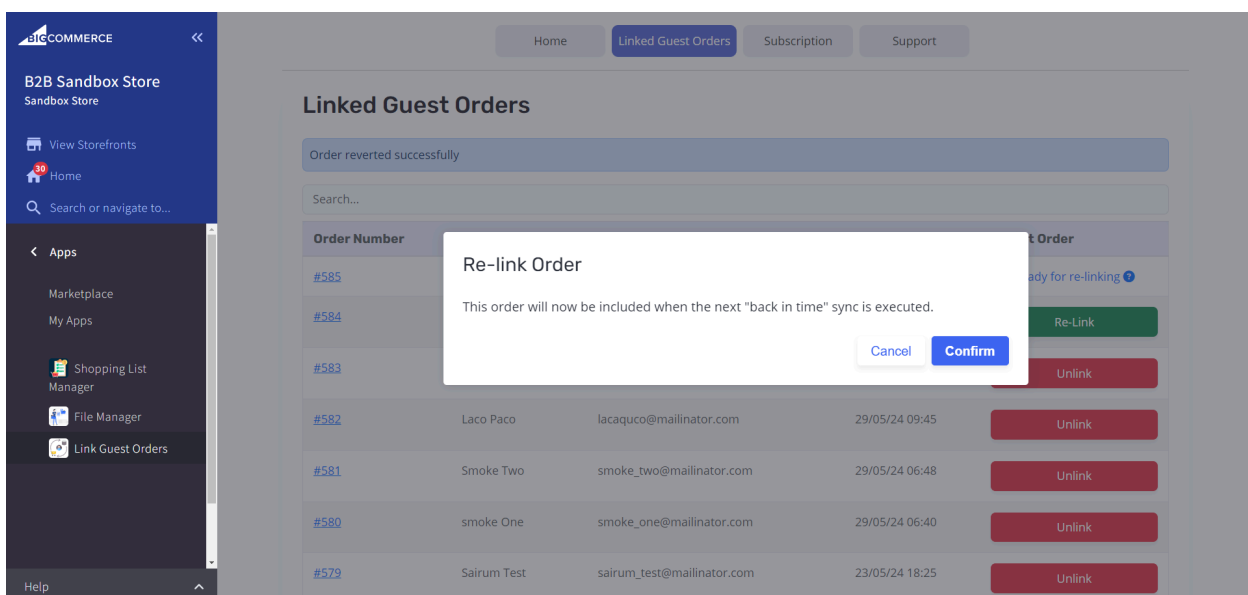 BIGCOMMERCE
B2B Sandbox Store
Sandbox Store
View Storefronts
30
Home
Search or navigate to...
Apps
Marketplace
My Apps
Shopping List
Manager
File Manager
Link Guest Orders
Help
Home Linked Guest Orders Subscription Support
Linked Guest Orders
Order reverted successfully
Search...
Order Number t Order
#585 ady for re-linking ?
#584 Re-Link
#583 Unlink
Re-link Order
This order will now be included when the next "back in time" sync is executed.
Cancel Confirm
#582 Laco Paco lacaquco@mailinator.com 29/05/24 09:45 Unlink
#581 Smoke Two smoke_two@mailinator.com 29/05/24 06:48 Unlink
#580 smoke One smoke_one@mailinator.com 29/05/24 06:40 Unlink
#579 Sairum Test sairum_test@mailinator.com 23/05/24 18:25 Unlink